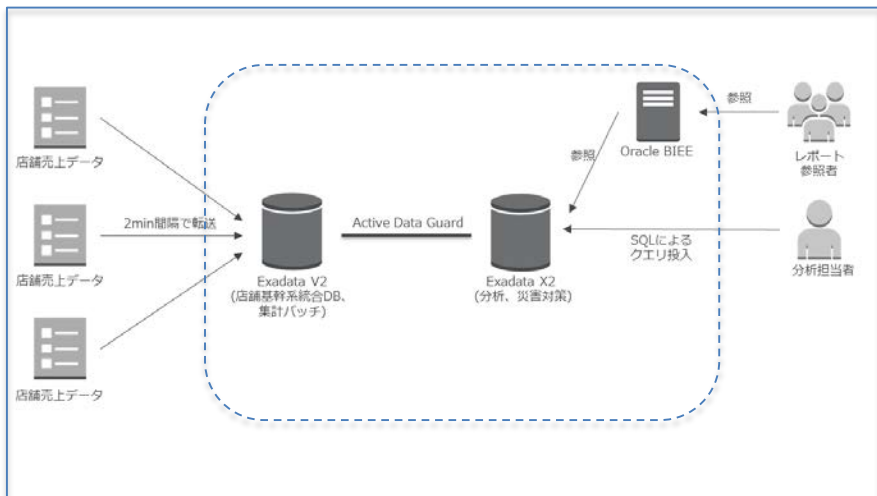 店舗売上データ
店舗売上データ
店舗売上データ
2min間隔で転送
Exadata V2
(店舗基幹系統合DB、
集計バッチ)
Active Data Guard
Exadata X2
(分析、災害対策)
参照
Oracle BIEE
参照
レポート
参照者
SQLによる
クエリ投入
分析担当者